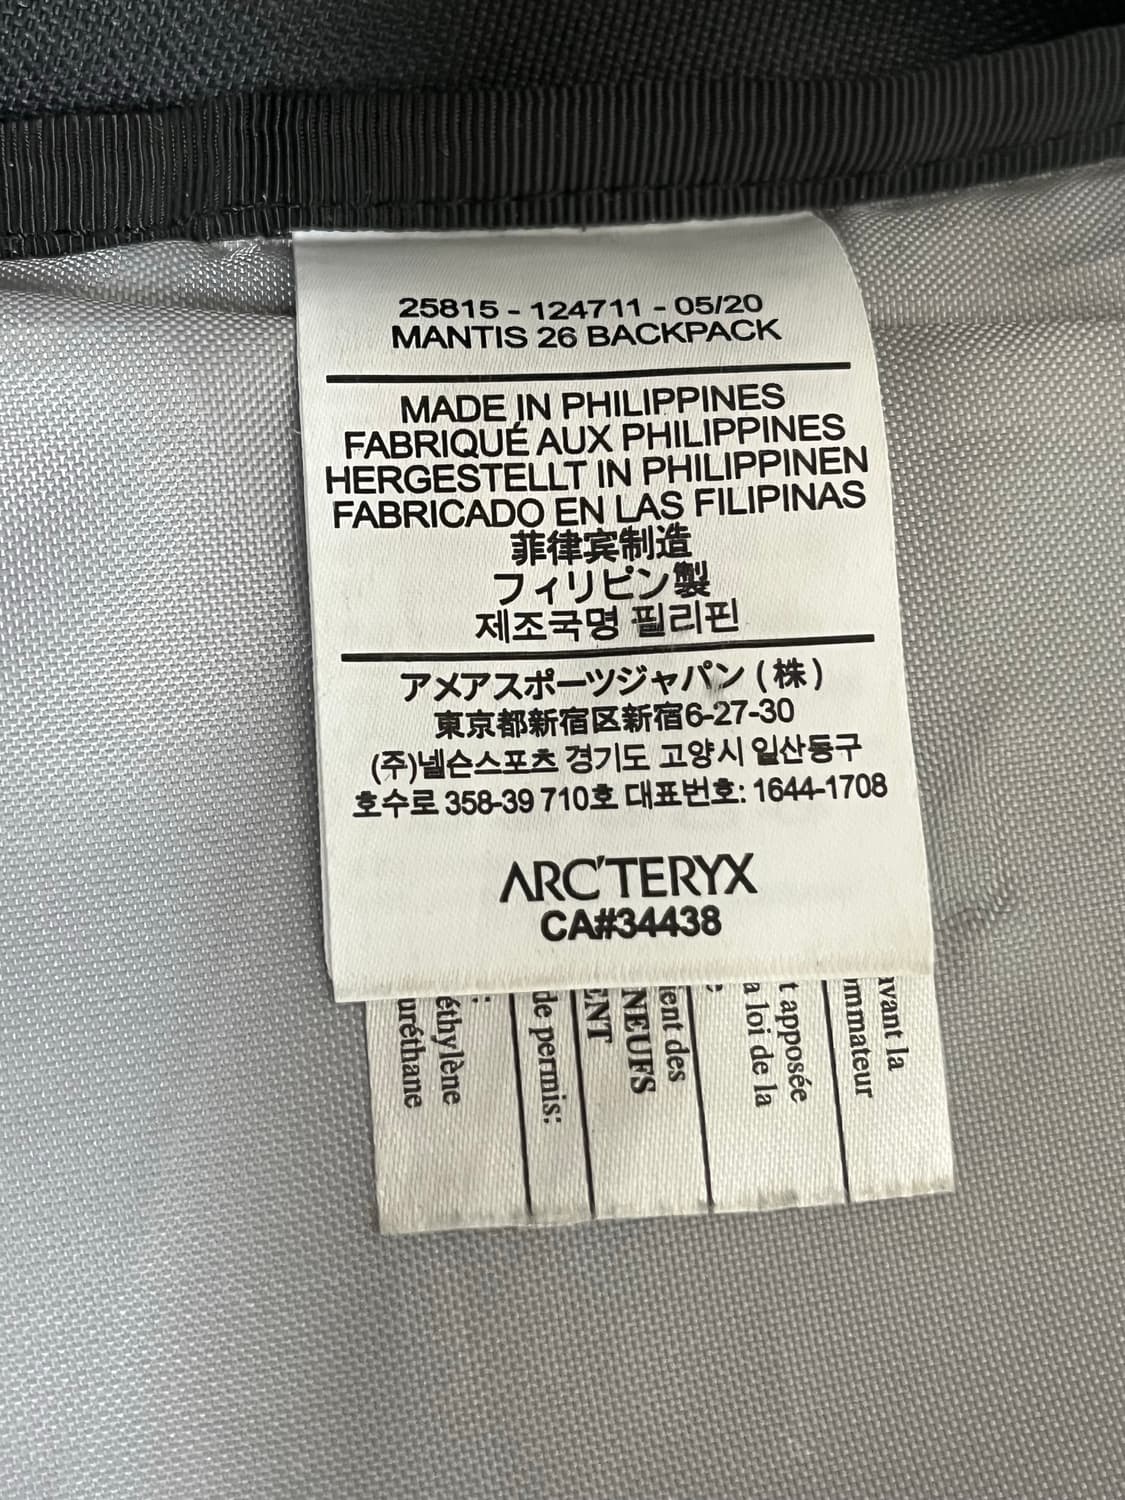 25815 - 124711 - 05/20
MANTIS 26 BACKPACK
MADE IN PHILIPPINES
FABRIQUÉ AUX PHILIPPINES
HERGESTELLT IN PHILIPPINEN
FABRICADO EN LAS FILIPINAS
菲律宾制造
フィリピン製
제조국명 필리핀
アメアスポーツジャパン (株)
東京都新宿区新宿6-27-30
(주)넬슨스포츠 경기도 고양시 일산동구
호수로 358-39 710호 대표번호: 1644-1708
ARC'TERYX
CA#34438
avant la
ommateur
t apposée
a loi de la
ient des
NEUFS
ENT
de permis:
:
éthylène
uréthane